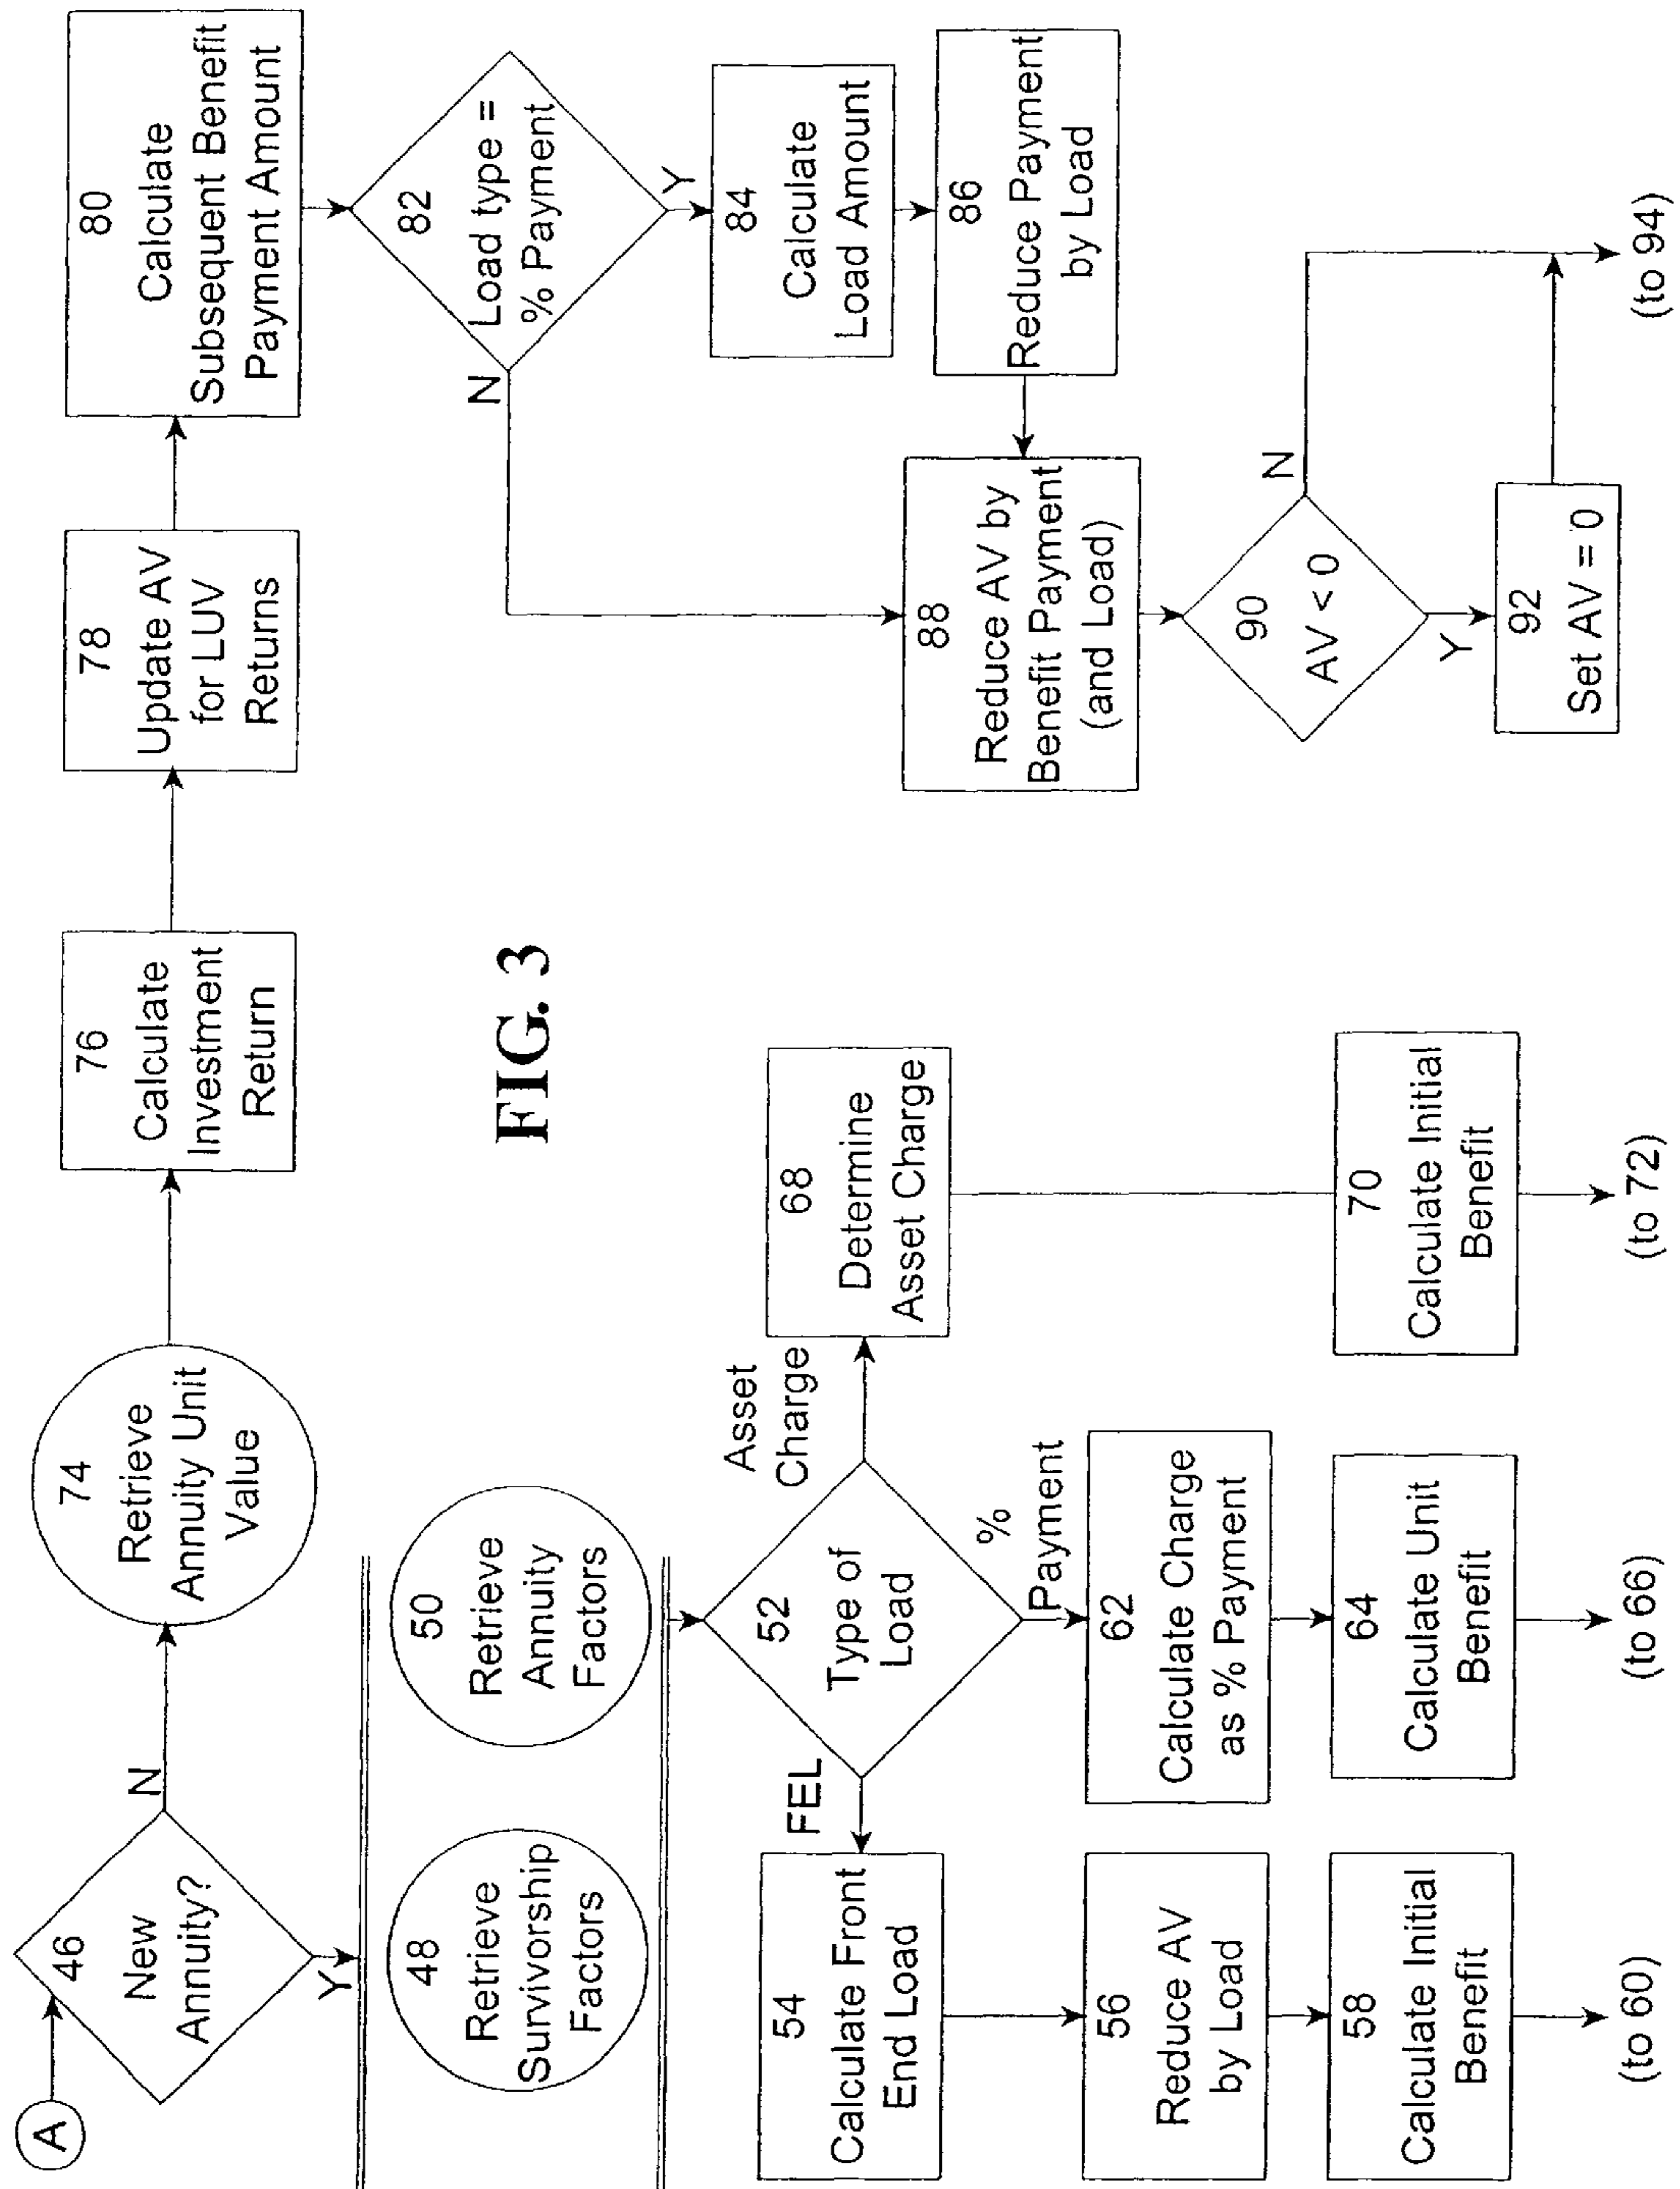 A
46
New
Annuity?
N
Y
74
Retrieve
Annuity Unit
Value
76
Calculate
Investment
Return
78
Update AV
for LUV
Returns
80
Calculate
Subsequent Benefit
Payment Amount
48
Retrieve
Survivorship
Factors
50
Retrieve
Annuity
Factors
FIG. 3
82
Load type =
% Payment
N
Y
84
Calculate
Load Amount
86
Reduce Payment
by Load
88
Reduce AV by
Benefit Payment
(and Load)
90
AV < 0
N
Y
92
Set AV = 0
(to 94)
52
Type of
Load
FEL
Asset
Charge
%
Payment
54
Calculate Front
End Load
56
Reduce AV
by Load
58
Calculate Initial
Benefit
(to 60)
62
Calculate Charge
as % Payment
64
Calculate Unit
Benefit
(to 66)
68
Determine
Asset Charge
70
Calculate Initial
Benefit
(to 72)